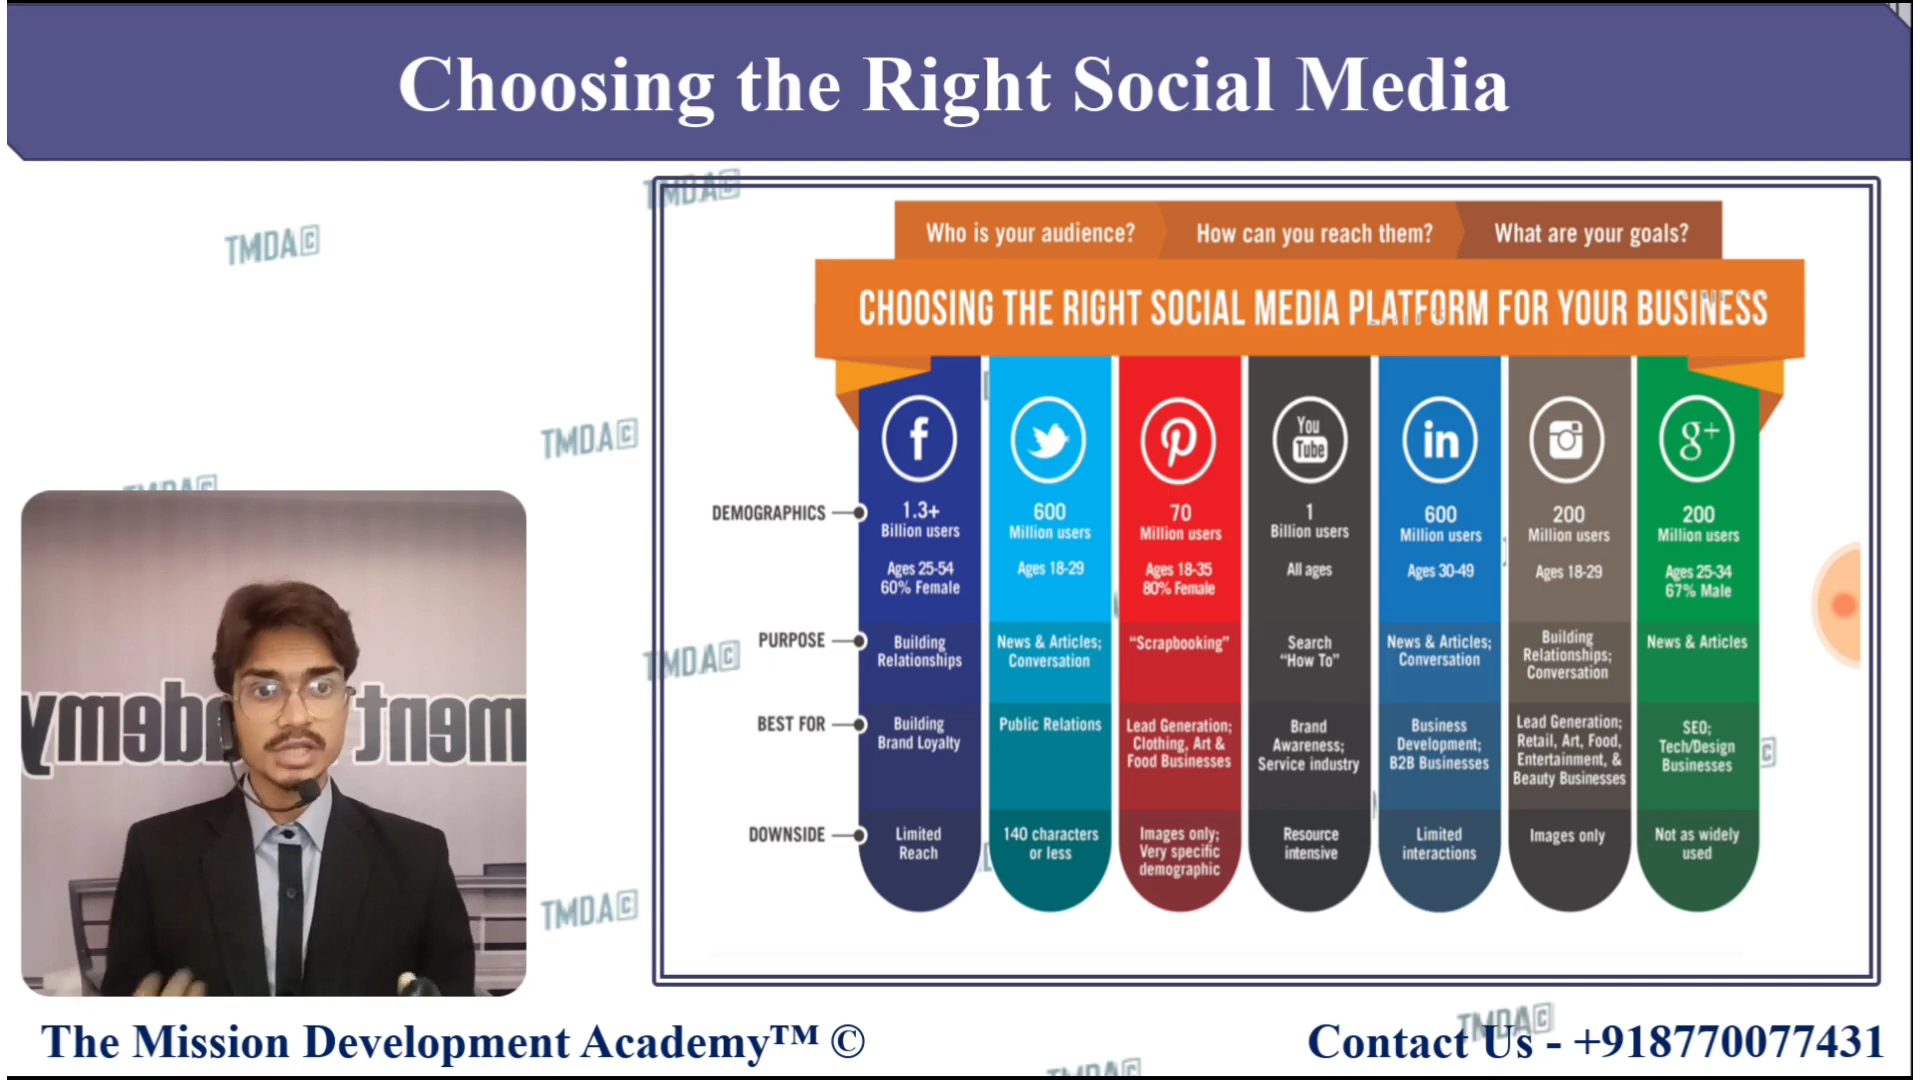 Choosing the Right Social Media
TMDA©
TMDA©
TMDA©
TMDA©
TMDA©
TMDA©
Who is your audience?
How can you reach them?
What are your goals?
CHOOSING THE RIGHT SOCIAL MEDIA PLATFORM FOR YOUR BUSINESS
f
You
Tube
in
g+
DEMOGRAPHICS
1.3+
Billion users
Ages 25-54
60% Female
600
Million users
Ages 18-29
70
Million users
Ages 18-35
80% Female
1
Billion users
All ages
600
Million users
Ages 30-49
200
Million users
Ages 18-29
200
Million users
Ages 25-34
67% Male
PURPOSE
Building
Relationships
News & Articles;
Conversation
“Scrapbooking”
Search
“How To”
News & Articles;
Conversation
Building
Relationships;
Conversation
News & Articles
BEST FOR
Building
Brand Loyalty
Public Relations
Lead Generation;
Clothing, Art &
Food Businesses
Brand
Awareness;
Service industry
Business
Development;
B2B Businesses
Lead Generation;
Retail, Art, Food,
Entertainment, &
Beauty Businesses
SEO;
Tech/Design
Businesses
DOWNSIDE
Limited
Reach
140 characters
or less
Images only;
Very specific
demographic
Resource
intensive
Limited
interactions
Images only
Not as widely
used
The Mission Development Academy™ ©
Contact Us - +918770077431
TMDA©